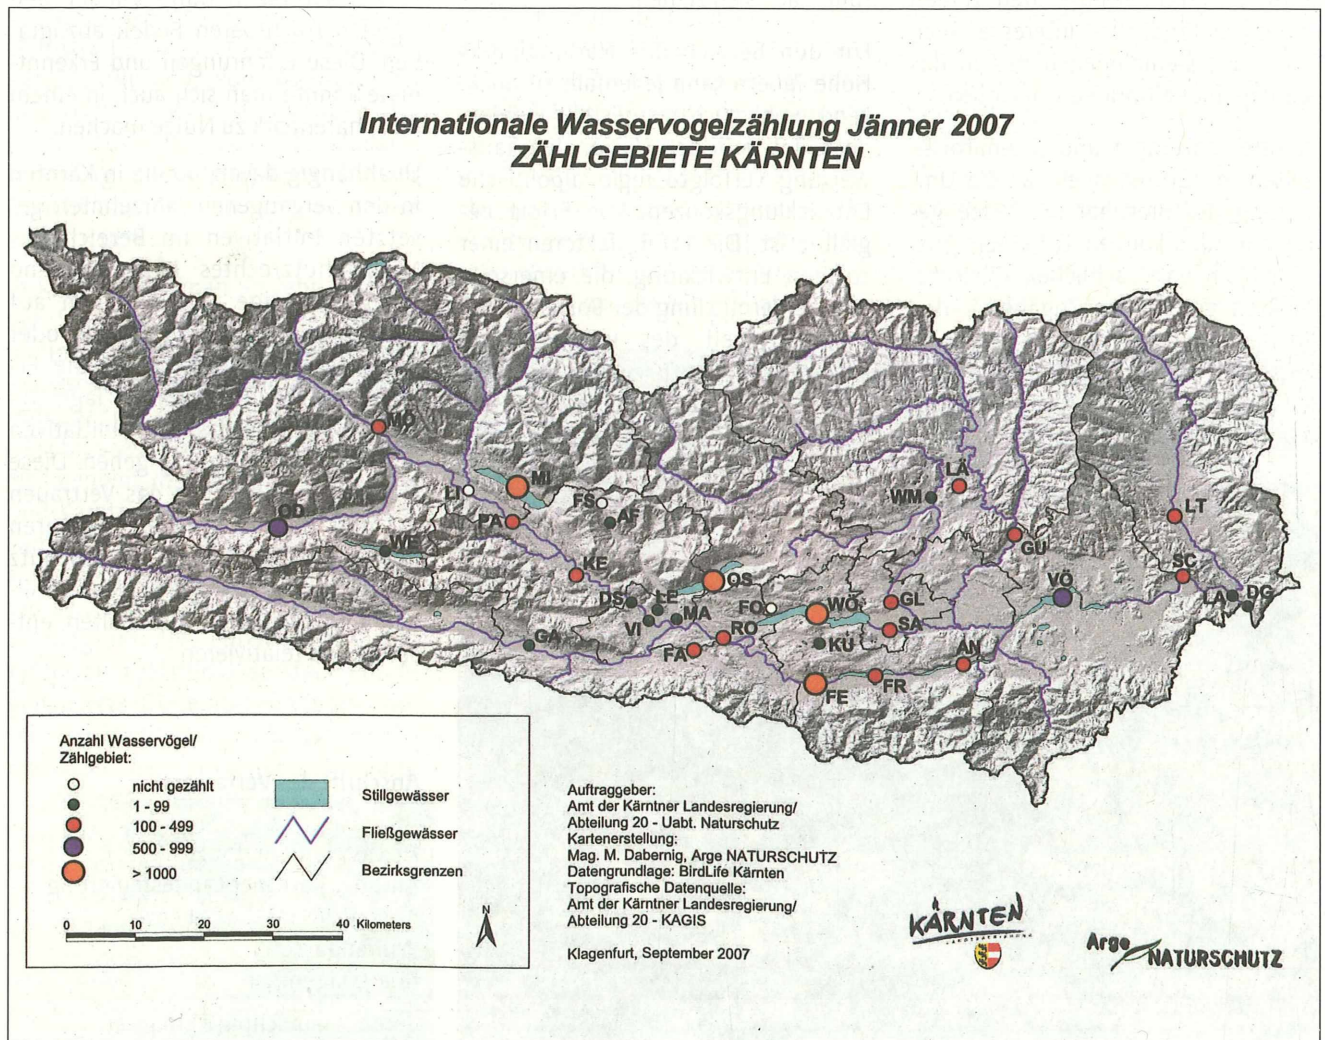 Internationale Wasservogelzählung Jänner 2007
ZÄHLGEBIETE KÄRNTEN
MÖ
LI
MI
FS
AF
OD
PA
WE
KE
OS
DS
LE
MA
VI
GA
FA
RO
FO
WÖ
KÜ
FE
FR
GL
SA
AN
WM
LÄ
GU
VÖ
LT
SC
LA
DG
Anzahl Wasservögel/
Zählgebiet:
nicht gezählt
1 - 99
100 - 499
500 - 999
> 1000
Stillgewässer
Fließgewässer
Bezirksgrenzen
0 10 20 30 40 Kilometers
N
Auftraggeber:
Amt der Kärntner Landesregierung/
Abteilung 20 - Uabt. Naturschutz
Kartenerstellung:
Mag. M. Dabernig, Arge NATURSCHUTZ
Datengrundlage: BirdLife Kärnten
Topografische Datenquelle:
Amt der Kärntner Landesregierung/
Abteilung 20 - KAGIS
Klagenfurt, September 2007
KÄRNTEN
LANDESREGIERUNG
Arge
NATURSCHUTZ